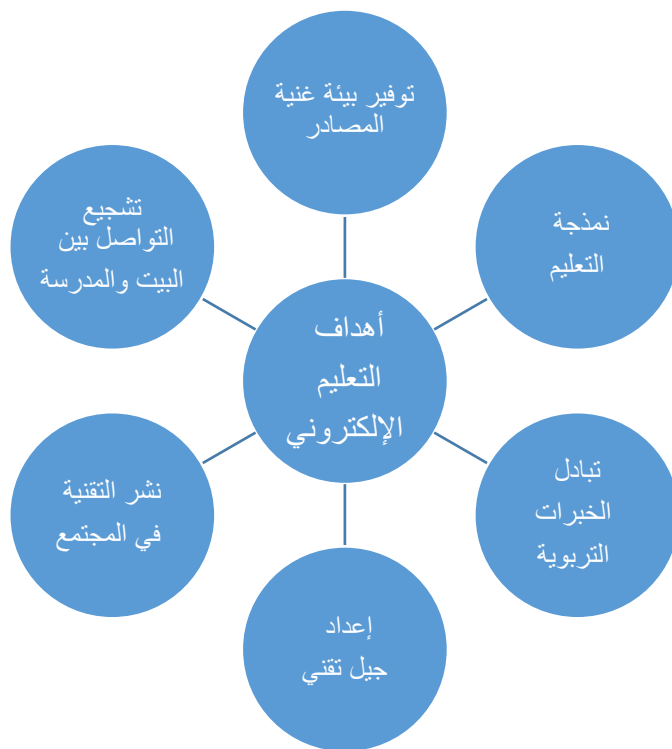 توفير بيئة غنية
المصادر
نمذجة
التعليم
تبادل
الخبرات
التربوية
إعداد
جيل تقني
نشر التقنية
في المجتمع
تشجيع
التواصل بين
البيت والمدرسة
أهداف
التعليم
الإلكتروني